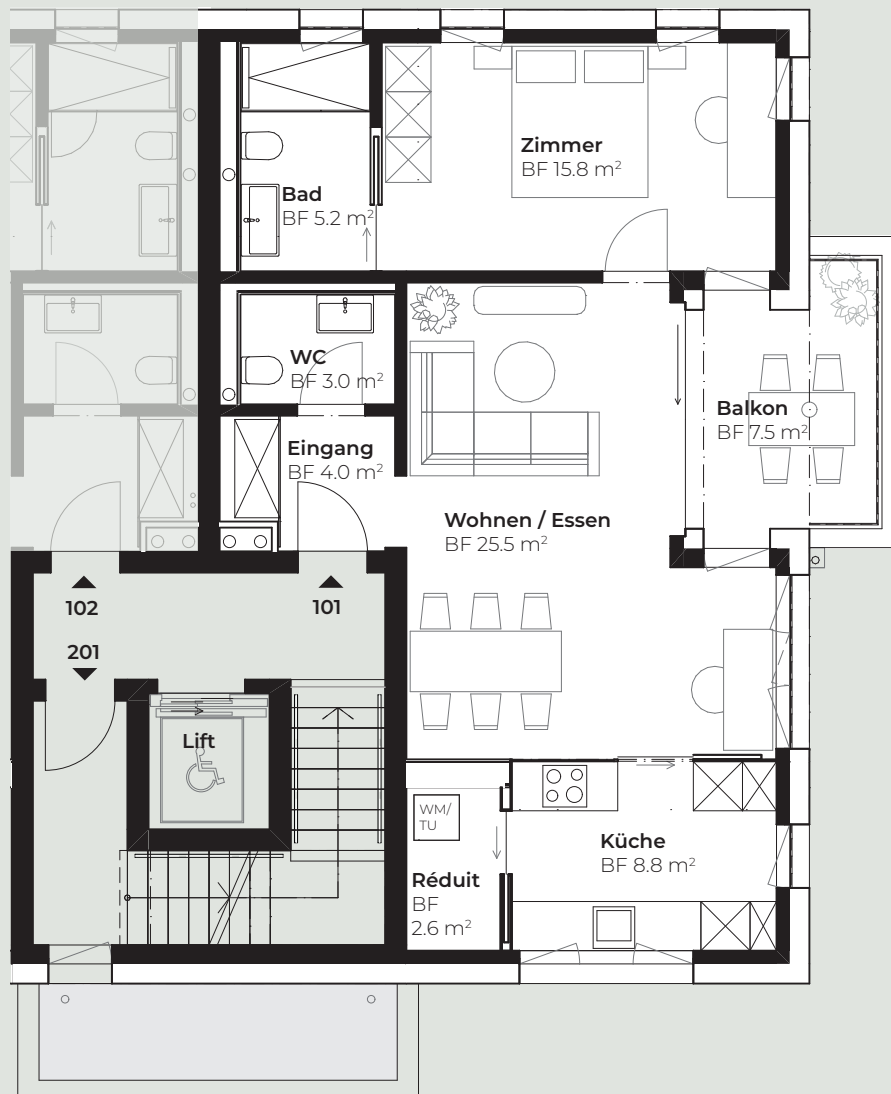 Zimmer
BF 15.8 m²
Bad
BF 5.2 m²
WC
BF 3.0 m²
Balkon
BF 7.5 m²
Eingang
BF 4.0 m²
Wohnen / Essen
BF 25.5 m²
102
101
201
Lift
WM/
TU
Küche
BF 8.8 m²
Réduit
BF
2.6 m²